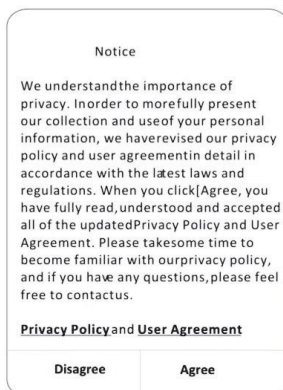 Notice
We understandthe importance of
privacy. Inorder to morefully present
our collection and useof your personal
information, we haverevised our privacy
policy and user agreementin detail in
accordance with the latest laws and
regulations. When you click[Agree, you
have fully read,understood and accepted
all of the updatedPrivacy Policy and User
Agreement. Please takesome time to
become familiar with ourprivacy policy,
and if you have any questions,please feel
free to contactus.
Privacy Policy and User Agreement
Disagree Agree